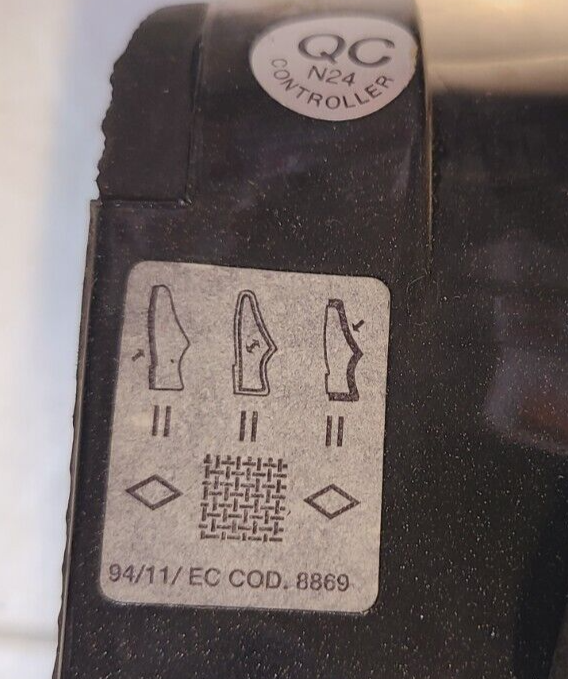 QC
N24
CONTROLLER
94/11/ EC COD. 8869